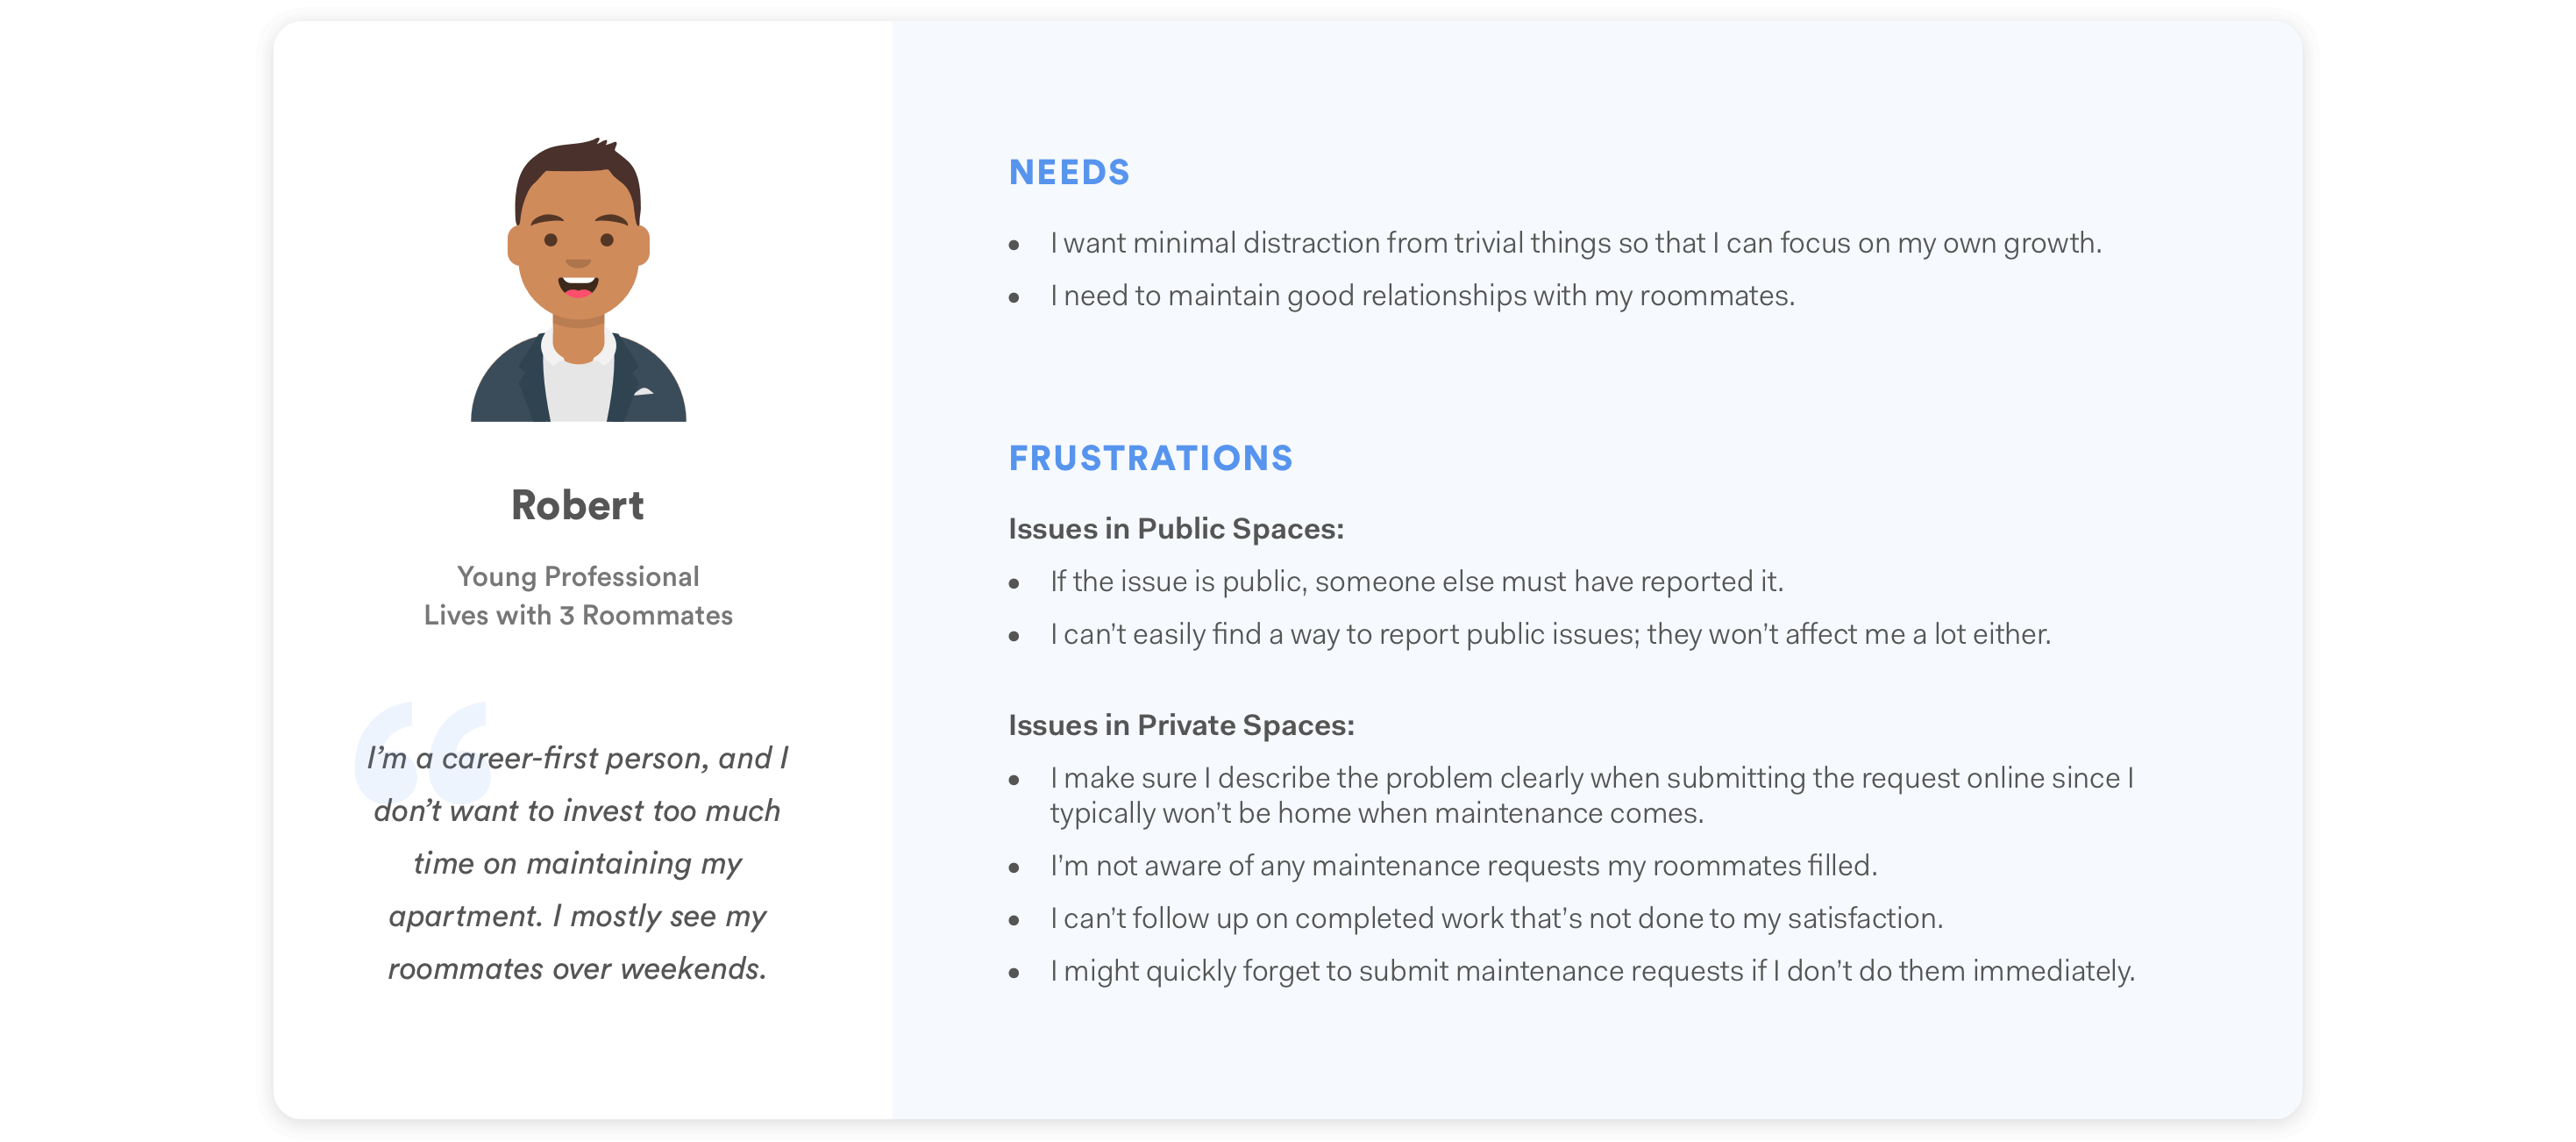 Robert
Young Professional
Lives with 3 Roommates
“
I’m a career-first person, and I
don’t want to invest too much
time on maintaining my
apartment. I mostly see my
roommates over weekends.
NEEDS
• I want minimal distraction from trivial things so that I can focus on my own growth.
• I need to maintain good relationships with my roommates.
FRUSTRATIONS
Issues in Public Spaces:
• If the issue is public, someone else must have reported it.
• I can’t easily find a way to report public issues; they won’t affect me a lot either.
Issues in Private Spaces:
• I make sure I describe the problem clearly when submitting the request online since I
typically won’t be home when maintenance comes.
• I’m not aware of any maintenance requests my roommates filled.
• I can’t follow up on completed work that’s not done to my satisfaction.
• I might quickly forget to submit maintenance requests if I don’t do them immediately.